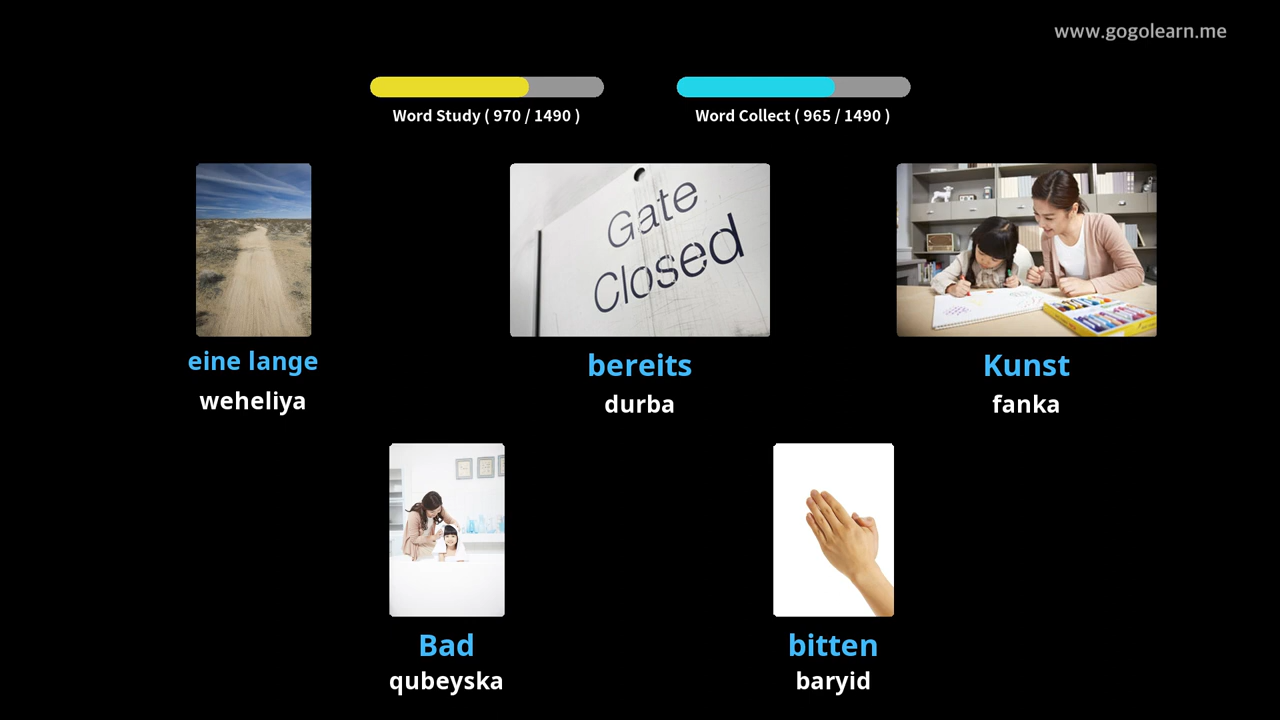 www.gogolearn.me
Word Study ( 970 / 1490 )
Word Collect ( 965 / 1490 )
Gate
Closed
eine lange
weheliya
bereits
durba
Kunst
fanka
Bad
qubeyska
bitten
baryid